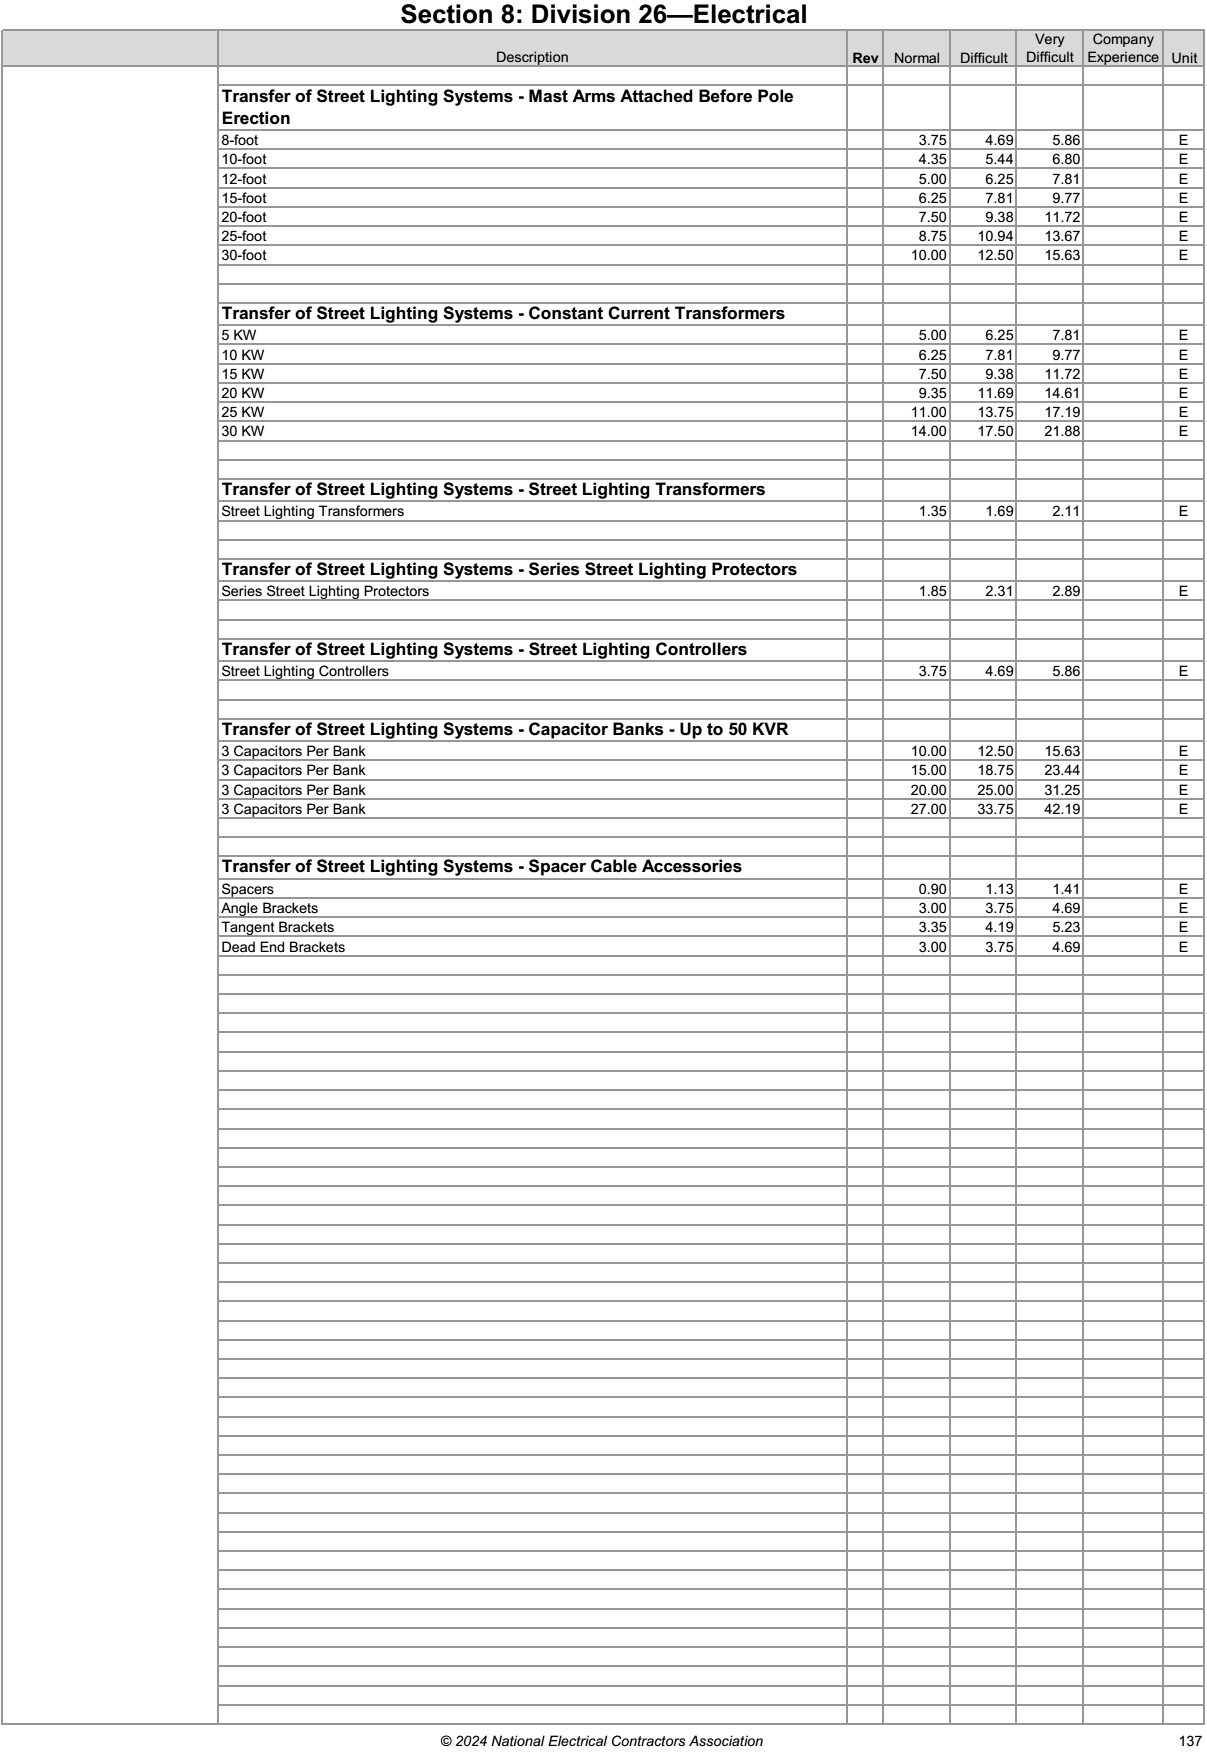 Section 8: Division 26—Electrical
Description Rev Normal Difficult Very Difficult Company Experience Unit
Transfer of Street Lighting Systems - Mast Arms Attached Before Pole
Erection
8-foot 3.75 4.69 5.86 E
10-foot 4.35 5.44 6.80 E
12-foot 5.00 6.25 7.81 E
15-foot 6.25 7.81 9.77 E
20-foot 7.50 9.38 11.72 E
25-foot 8.75 10.94 13.67 E
30-foot 10.00 12.50 15.63 E
Transfer of Street Lighting Systems - Constant Current Transformers
5 KW 5.00 6.25 7.81 E
10 KW 6.25 7.81 9.77 E
15 KW 7.50 9.38 11.72 E
20 KW 9.35 11.69 14.61 E
25 KW 11.00 13.75 17.19 E
30 KW 14.00 17.50 21.88 E
Transfer of Street Lighting Systems - Street Lighting Transformers
Street Lighting Transformers 1.35 1.69 2.11 E
Transfer of Street Lighting Systems - Series Street Lighting Protectors
Series Street Lighting Protectors 1.85 2.31 2.89 E
Transfer of Street Lighting Systems - Street Lighting Controllers
Street Lighting Controllers 3.75 4.69 5.86 E
Transfer of Street Lighting Systems - Capacitor Banks - Up to 50 KVR
3 Capacitors Per Bank 10.00 12.50 15.63 E
3 Capacitors Per Bank 15.00 18.75 23.44 E
3 Capacitors Per Bank 20.00 25.00 31.25 E
3 Capacitors Per Bank 27.00 33.75 42.19 E
Transfer of Street Lighting Systems - Spacer Cable Accessories
Spacers 0.90 1.13 1.41 E
Angle Brackets 3.00 3.75 4.69 E
Tangent Brackets 3.35 4.19 5.23 E
Dead End Brackets 3.00 3.75 4.69 E
© 2024 National Electrical Contractors Association 137